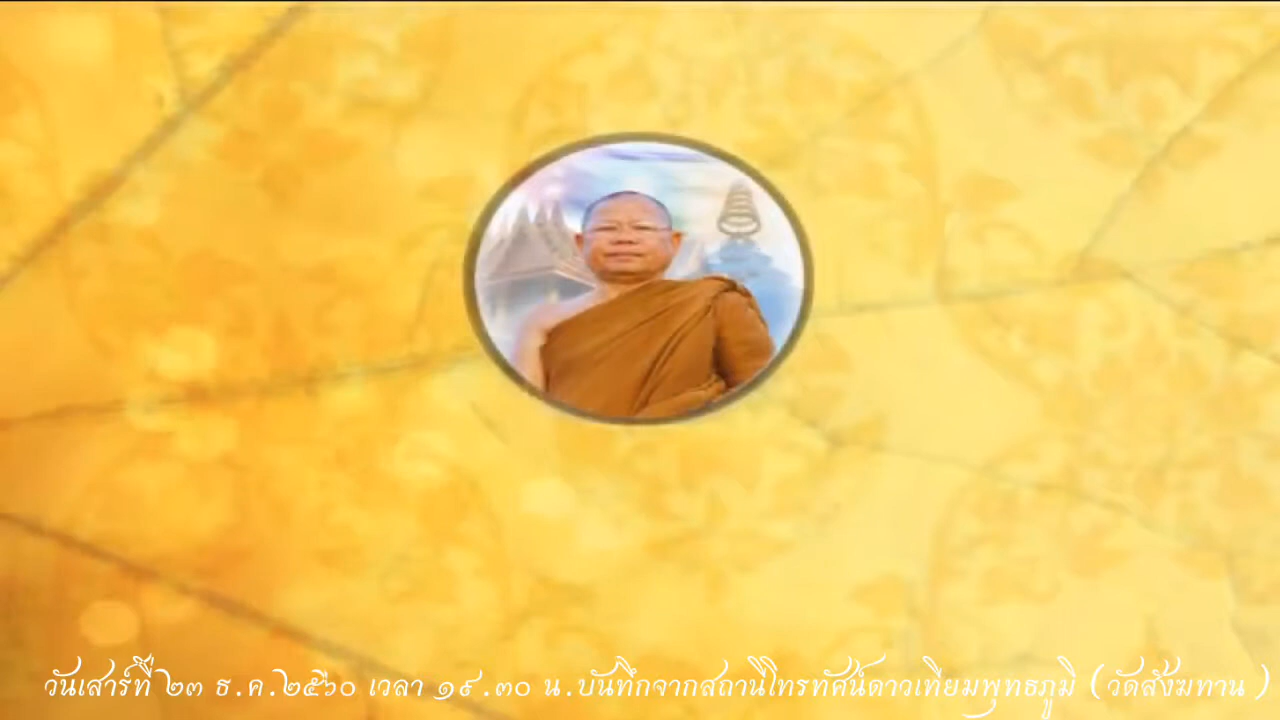 วันเสาร์ที่ ๒๓ ธ.ค.๒๕๖๐ เวลา ๑๙.๓๐ น.บันทึกจากสถานีโทรทัศน์ดาวเทียมพุทธภูมิ (วัดสังฆทาน )